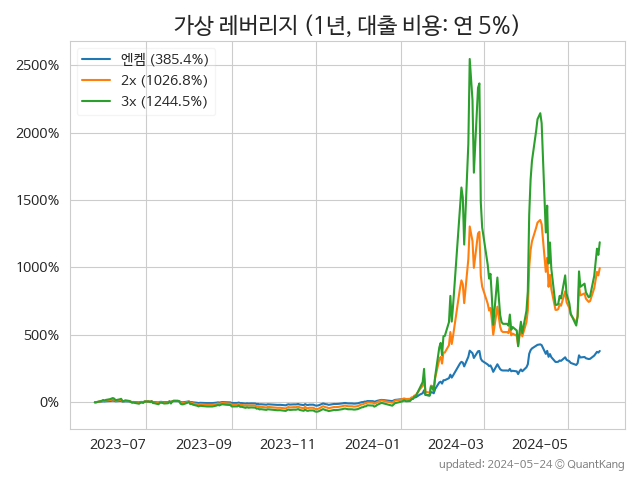 가상 레버리지 (1년, 대출 비용: 연 5%)
엔켐 (385.4%)
2x (1026.8%)
3x (1244.5%)
2500%
2000%
1500%
1000%
500%
0%
2023-07 2023-09 2023-11 2024-01 2024-03 2024-05
updated: 2024-05-24 © QuantKang